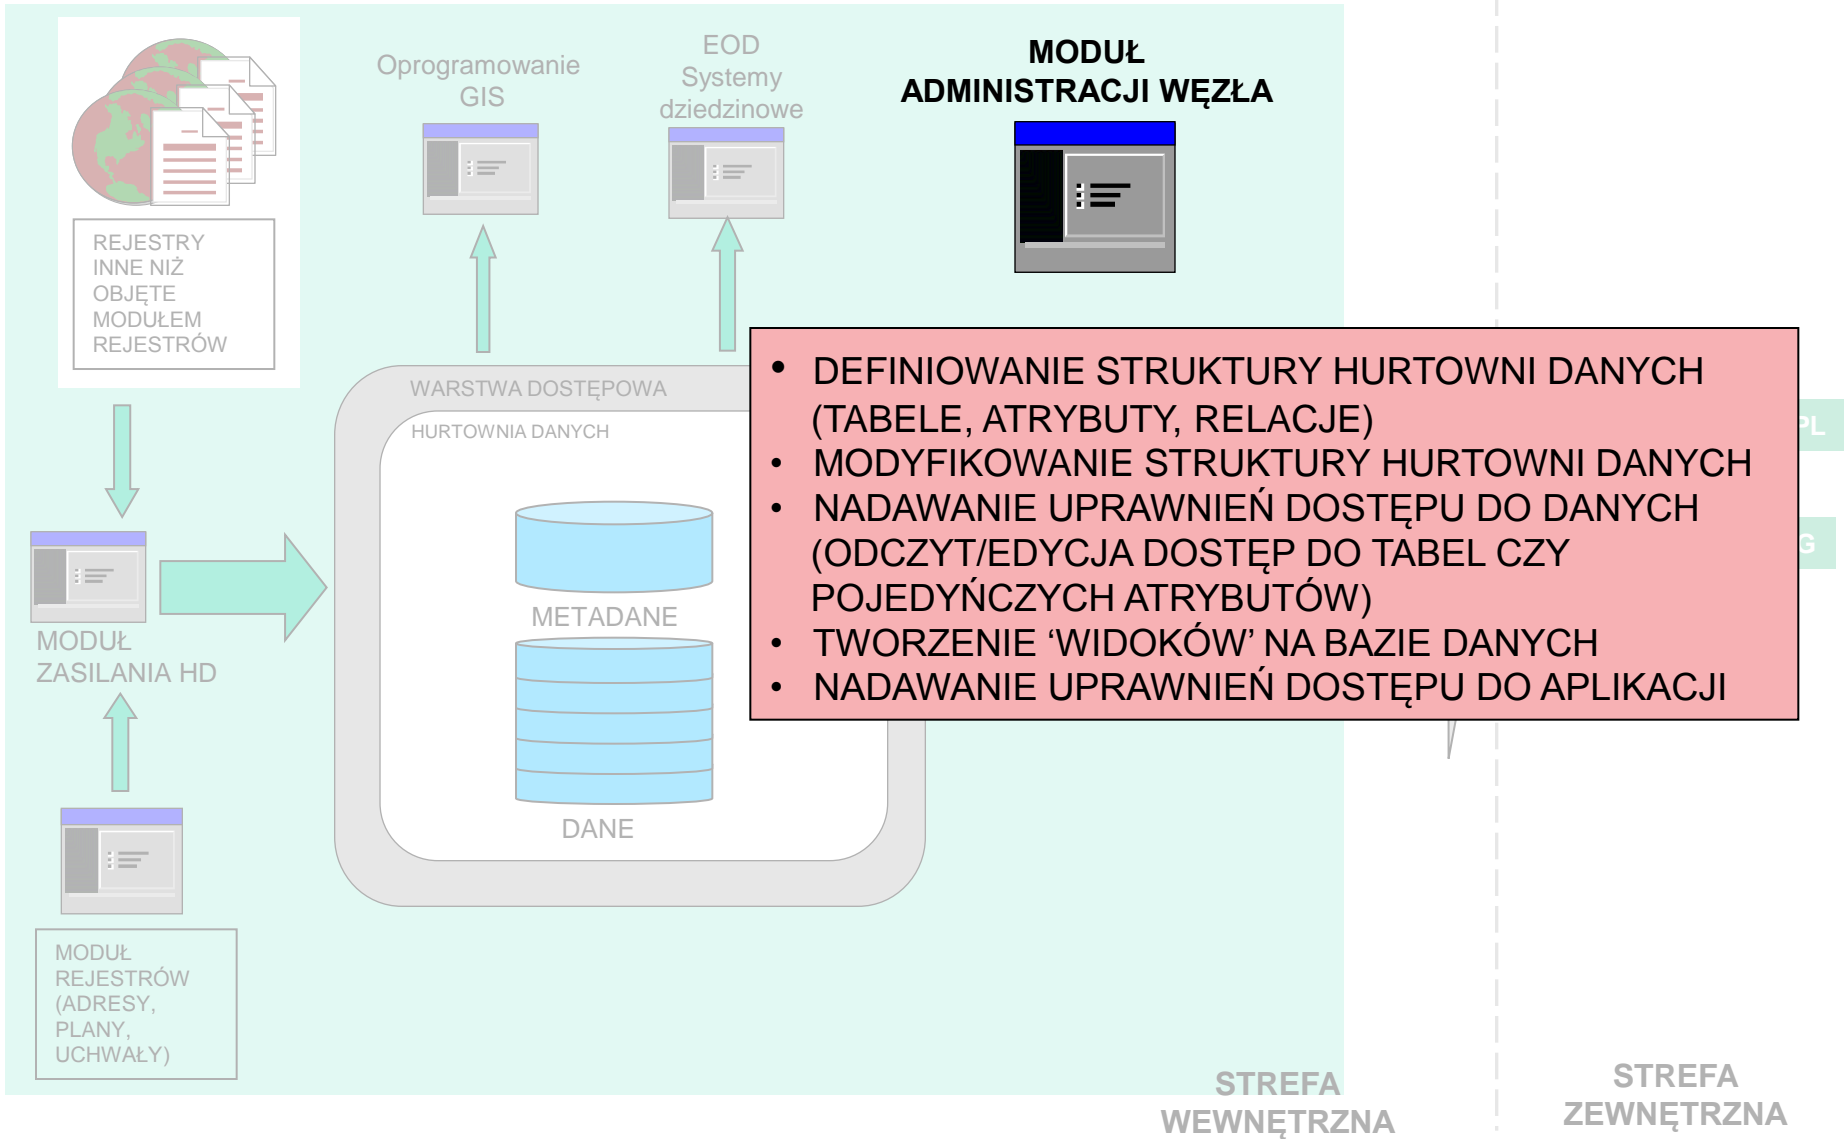 Oprogramowanie
GIS
EOD
Systemy
dziedzinowe
MODUŁ
ADMINISTRACJI WĘZŁA
REJESTRY
INNE NIŻ
OBJĘTE
MODUŁEM
REJESTRÓW
WARSTWA DOSTĘPOWA
HURTOWNIA DANYCH
• DEFINIOWANIE STRUKTURY HURTOWNI DANYCH
(TABELE, ATRYBUTY, RELACJE)
• MODYFIKOWANIE STRUKTURY HURTOWNI DANYCH
• NADAWANIE UPRAWNIEŃ DOSTĘPU DO DANYCH
(ODCZYT/EDYCJA DOSTĘP DO TABEL CZY
POJEDYŃCZYCH ATRYBUTÓW)
• TWORZENIE ‘WIDOKÓW’ NA BAZIE DANYCH
• NADAWANIE UPRAWNIEŃ DOSTĘPU DO APLIKACJI
PL
G
METADANE
DANE
MODUŁ
ZASILANIA HD
MODUŁ
REJESTRÓW
(ADRESY,
PLANY,
UCHWAŁY)
STREFA
WEWNĘTRZNA
STREFA
ZEWNĘTRZNA